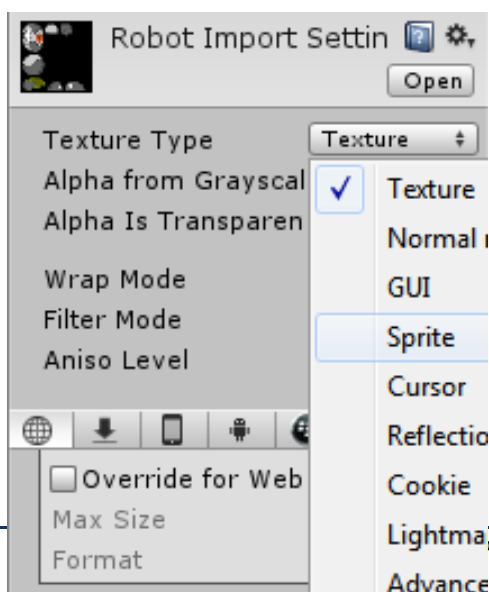 Robot Import Settin
Open
Texture Type
Texture
Alpha from Grayscal
Alpha Is Transparen
Wrap Mode
Filter Mode
Aniso Level
Texture
Normal
GUI
Sprite
Cursor
Reflectio
Cookie
Lightma
Advance
Override for Web
Max Size
Format